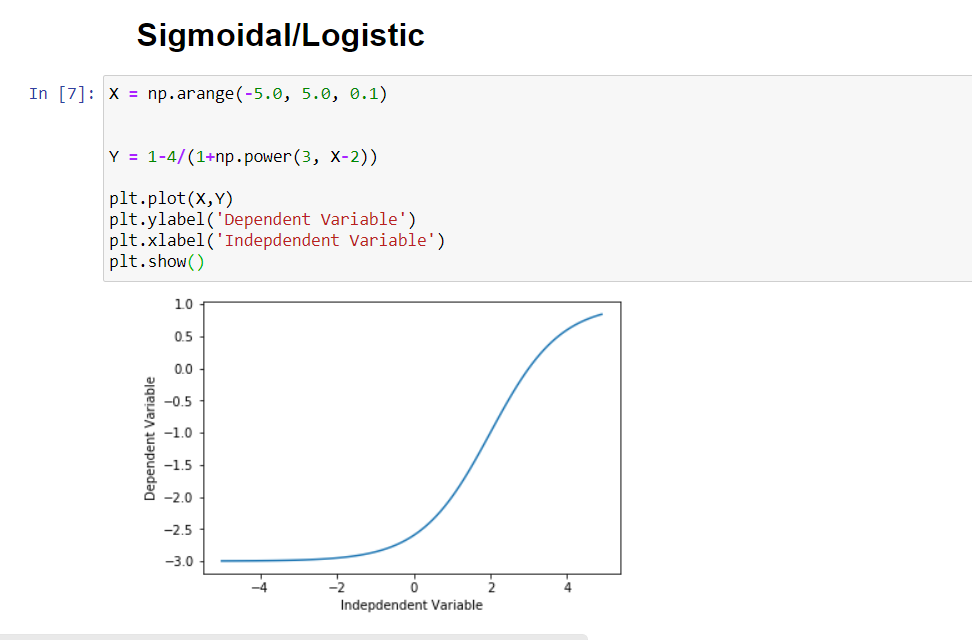 Sigmoidal/Logistic
In [7]: X = np.arange(-5.0, 5.0, 0.1)
Y = 1-4/(1+np.power(3, X-2))
plt.plot(X,Y)
plt.ylabel('Dependent Variable')
plt.xlabel('Indepdendent Variable')
plt.show()
1.0
0.5
0.0
−0.5
−1.0
−1.5
−2.0
−2.5
−3.0
Dependent Variable
−4 −2 0 2 4
Indepdendent Variable